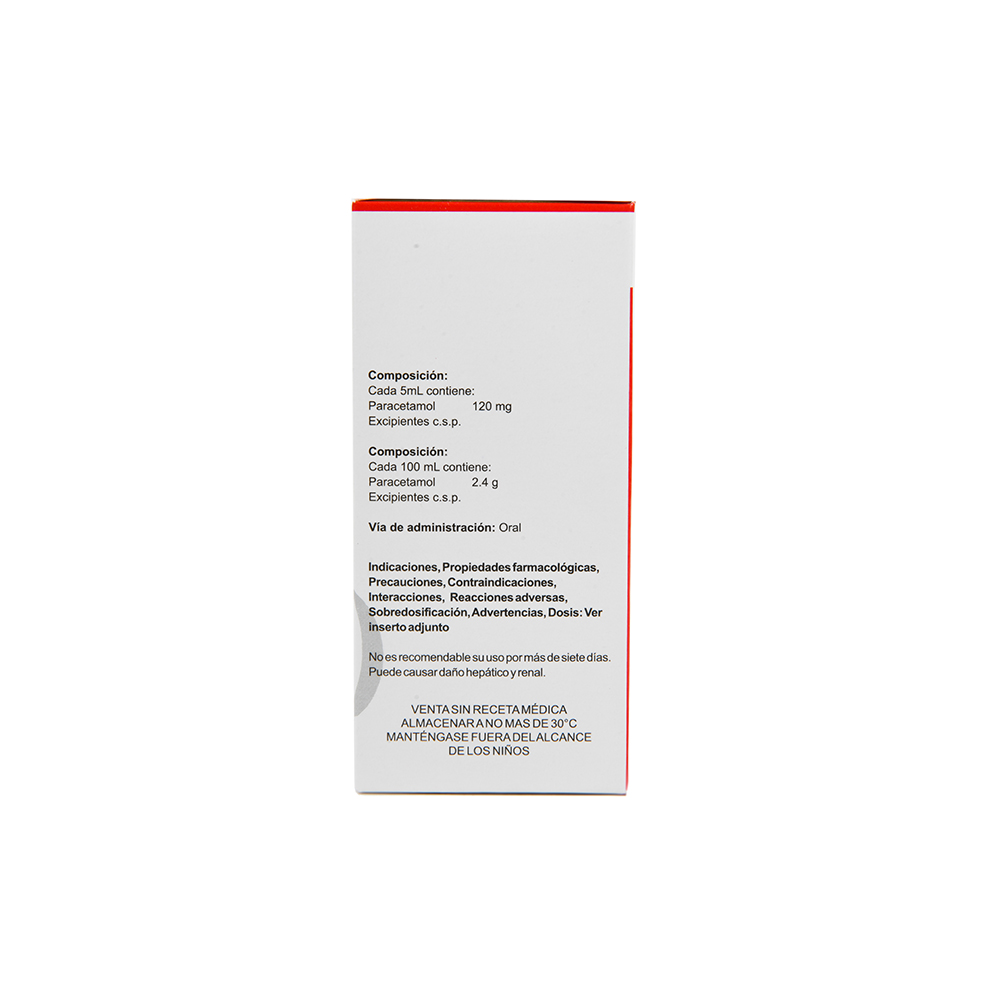 Composición:
Cada 5mL contiene:
Paracetamol 120 mg
Excipientes c.s.p.
Composición:
Cada 100 mL contiene:
Paracetamol 2.4 g
Excipientes c.s.p.
Vía de administración: Oral
Indicaciones, Propiedades farmacológicas,
Precauciones, Contraindicaciones,
Interacciones, Reacciones adversas,
Sobredosificación, Advertencias, Dosis: Ver
inserto adjunto
No es recomendable su uso por más de siete días.
Puede causar daño hepático y renal.
VENTA SIN RECETA MÉDICA
ALMACENAR A NO MAS DE 30°C
MANTÉNGASE FUERA DEL ALCANCE
DE LOS NIÑOS